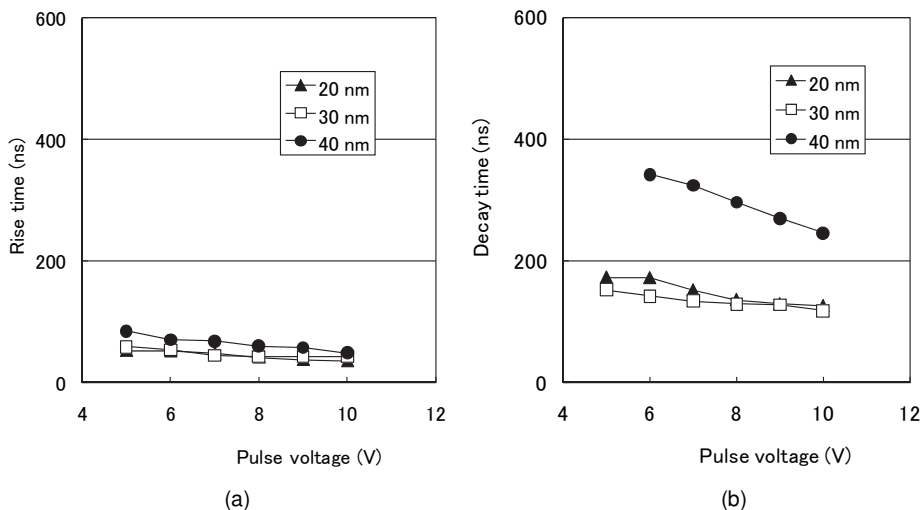 600
400
200
0
4
6
8
10
12
Rise time (ns)
Pulse voltage (V)
20 nm
30 nm
40 nm
(a)
600
400
200
0
4
6
8
10
12
Decay time (ns)
Pulse voltage (V)
20 nm
30 nm
40 nm
(b)